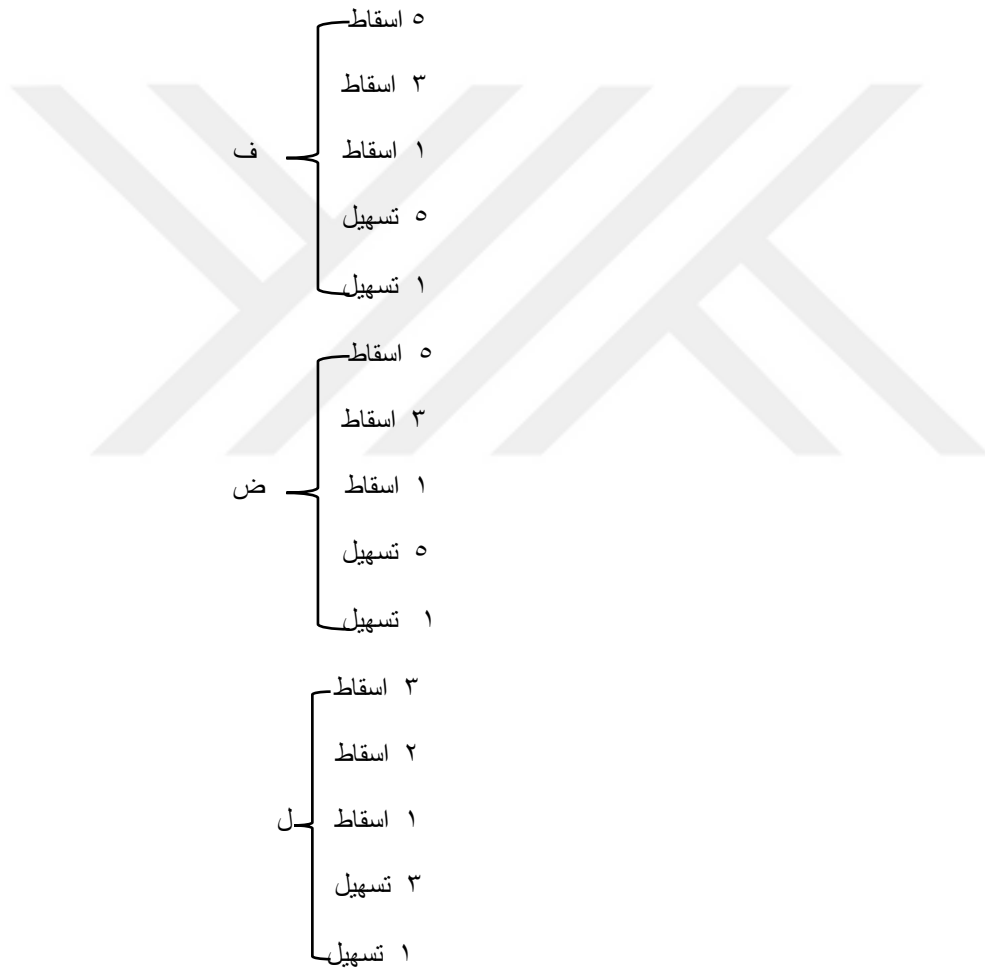 ٥ اسقاط
٣ اسقاط
١ اسقاط ف
٥ تسهيل
١ تسهيل
٥ اسقاط
٣ اسقاط
١ اسقاط ض
٥ تسهيل
١ تسهيل
٣ اسقاط
٢ اسقاط
١ اسقاط ل
٣ تسهيل
١ تسهيل